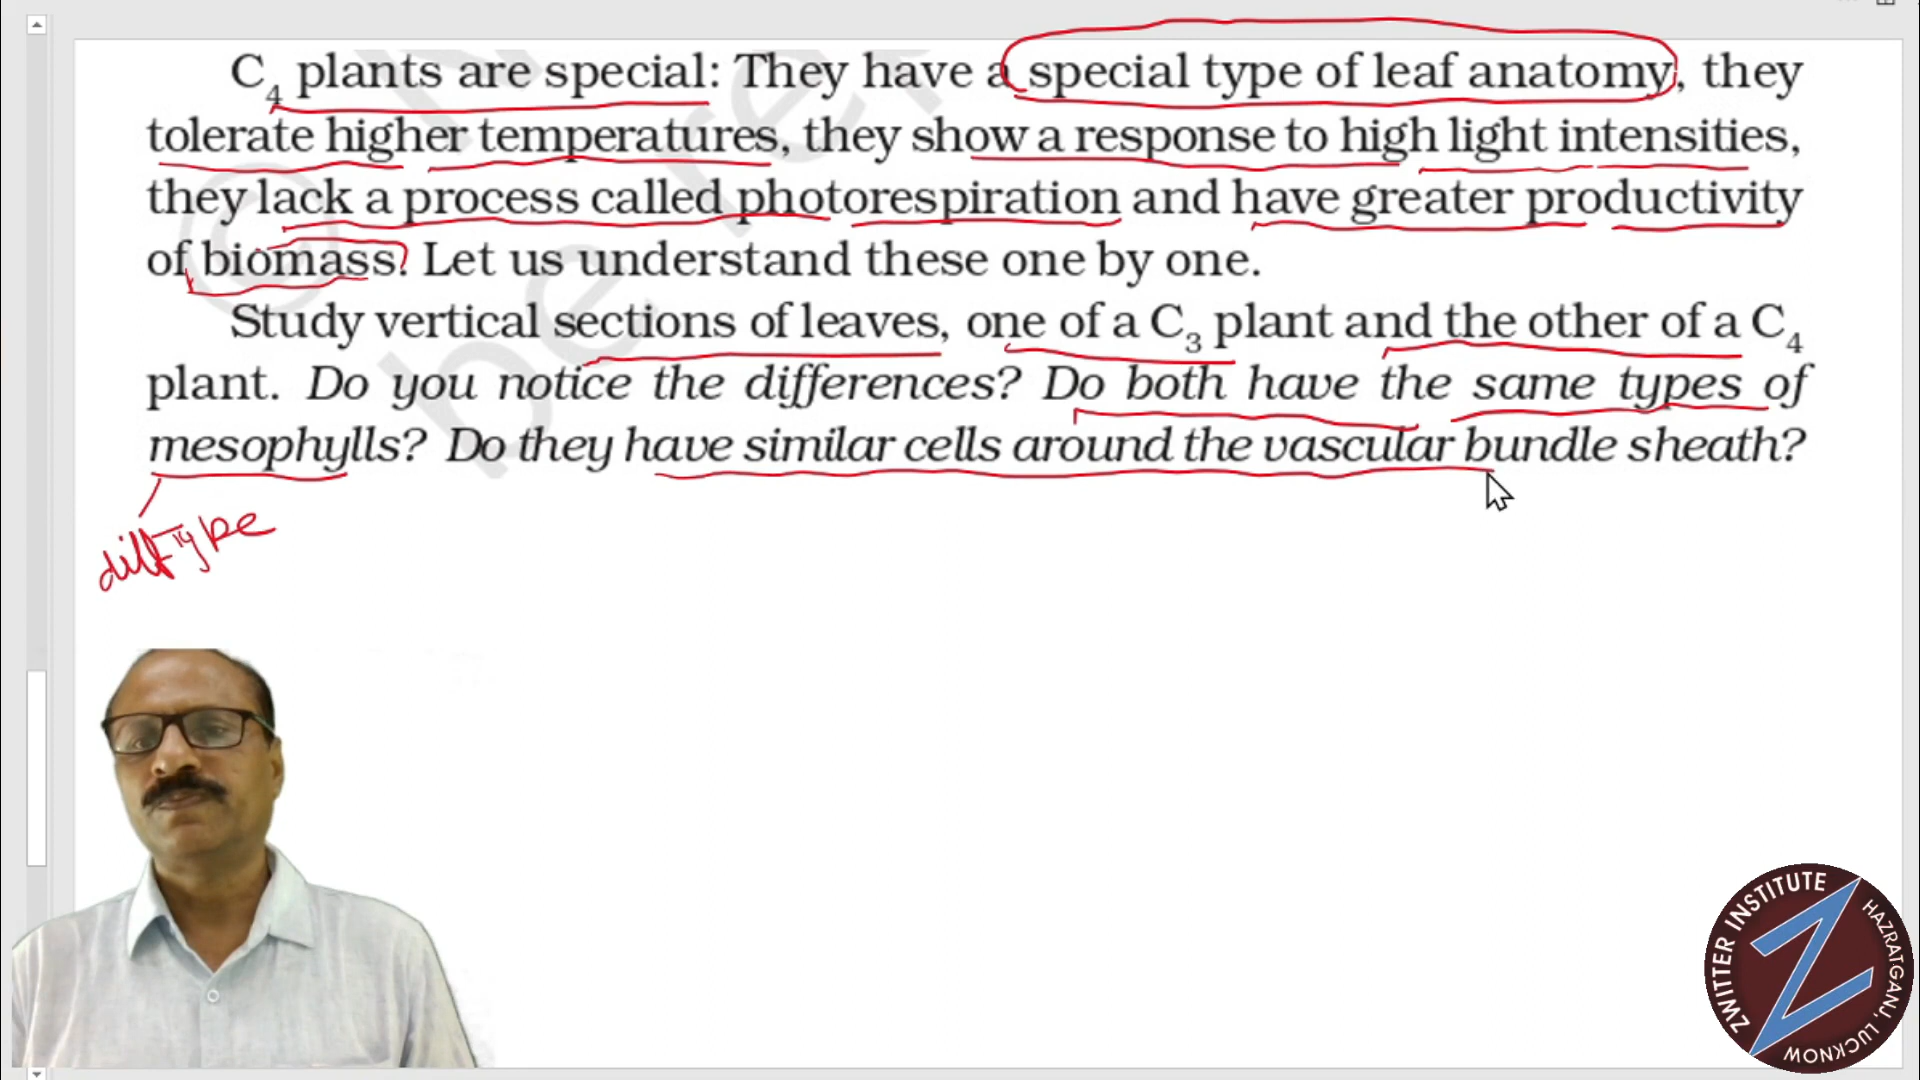 C4 plants are special: They have a special type of leaf anatomy, they
tolerate higher temperatures, they show a response to high light intensities,
they lack a process called photorespiration and have greater productivity
of biomass. Let us understand these one by one.
Study vertical sections of leaves, one of a C3 plant and the other of a C4
plant. Do you notice the differences? Do both have the same types of
mesophylls? Do they have similar cells around the vascular bundle sheath?
diff Type
ZWITTER INSTITUTE
HAZRATGANJ, LUCKNOW